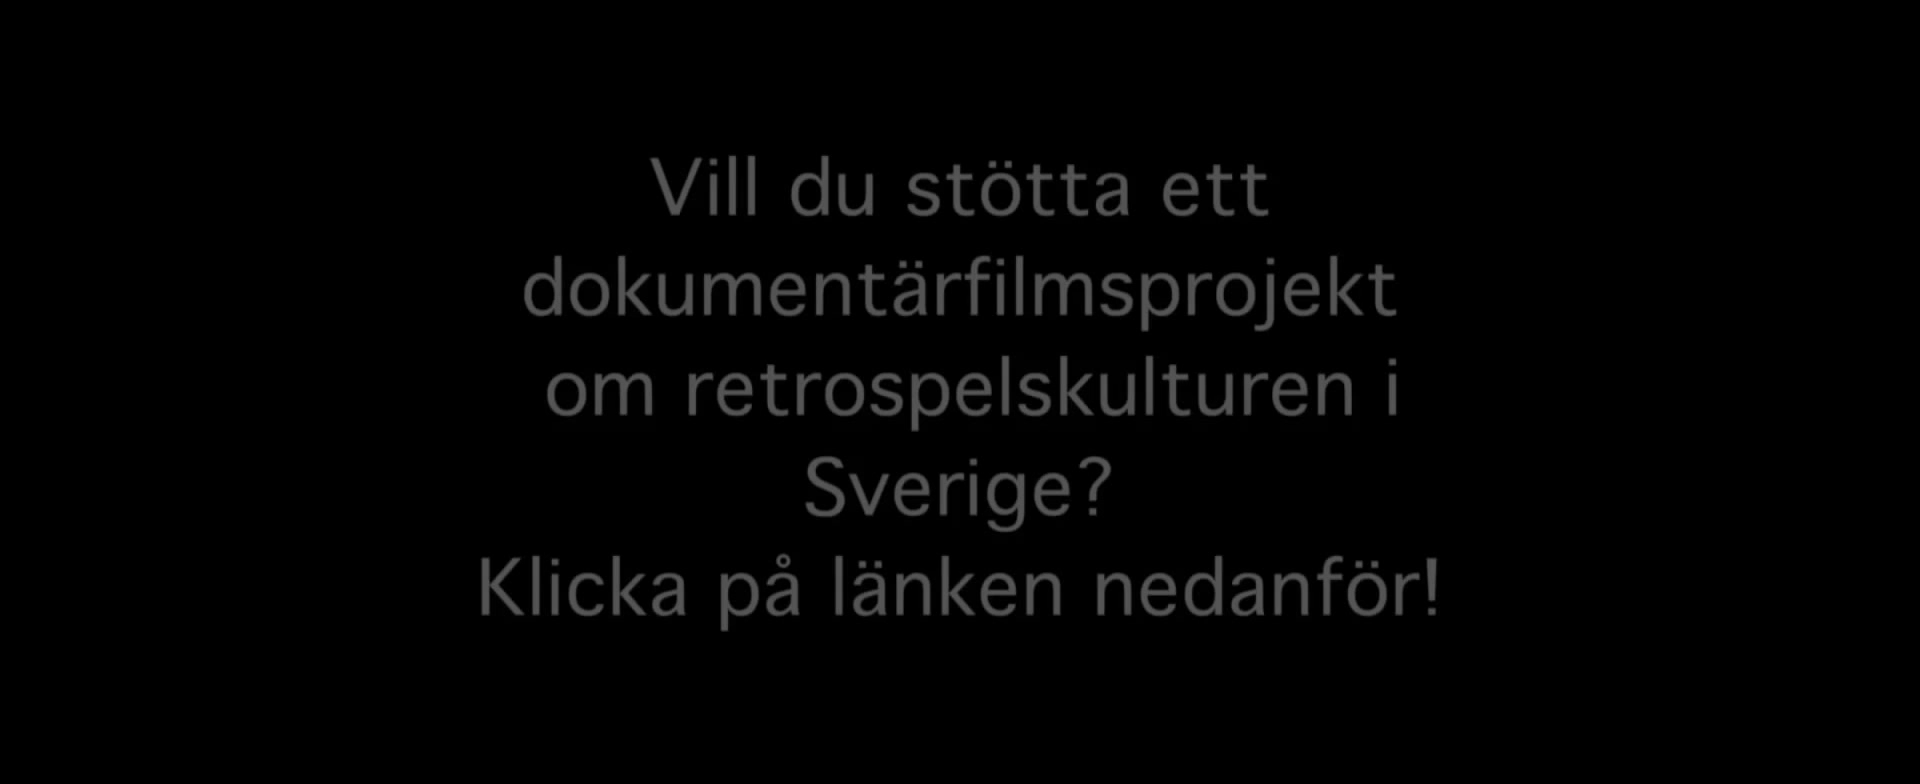 Vill du stötta ett
dokumentärfilmsprojekt
om retrospelskulturen i
Sverige?
Klicka på länken nedanför!